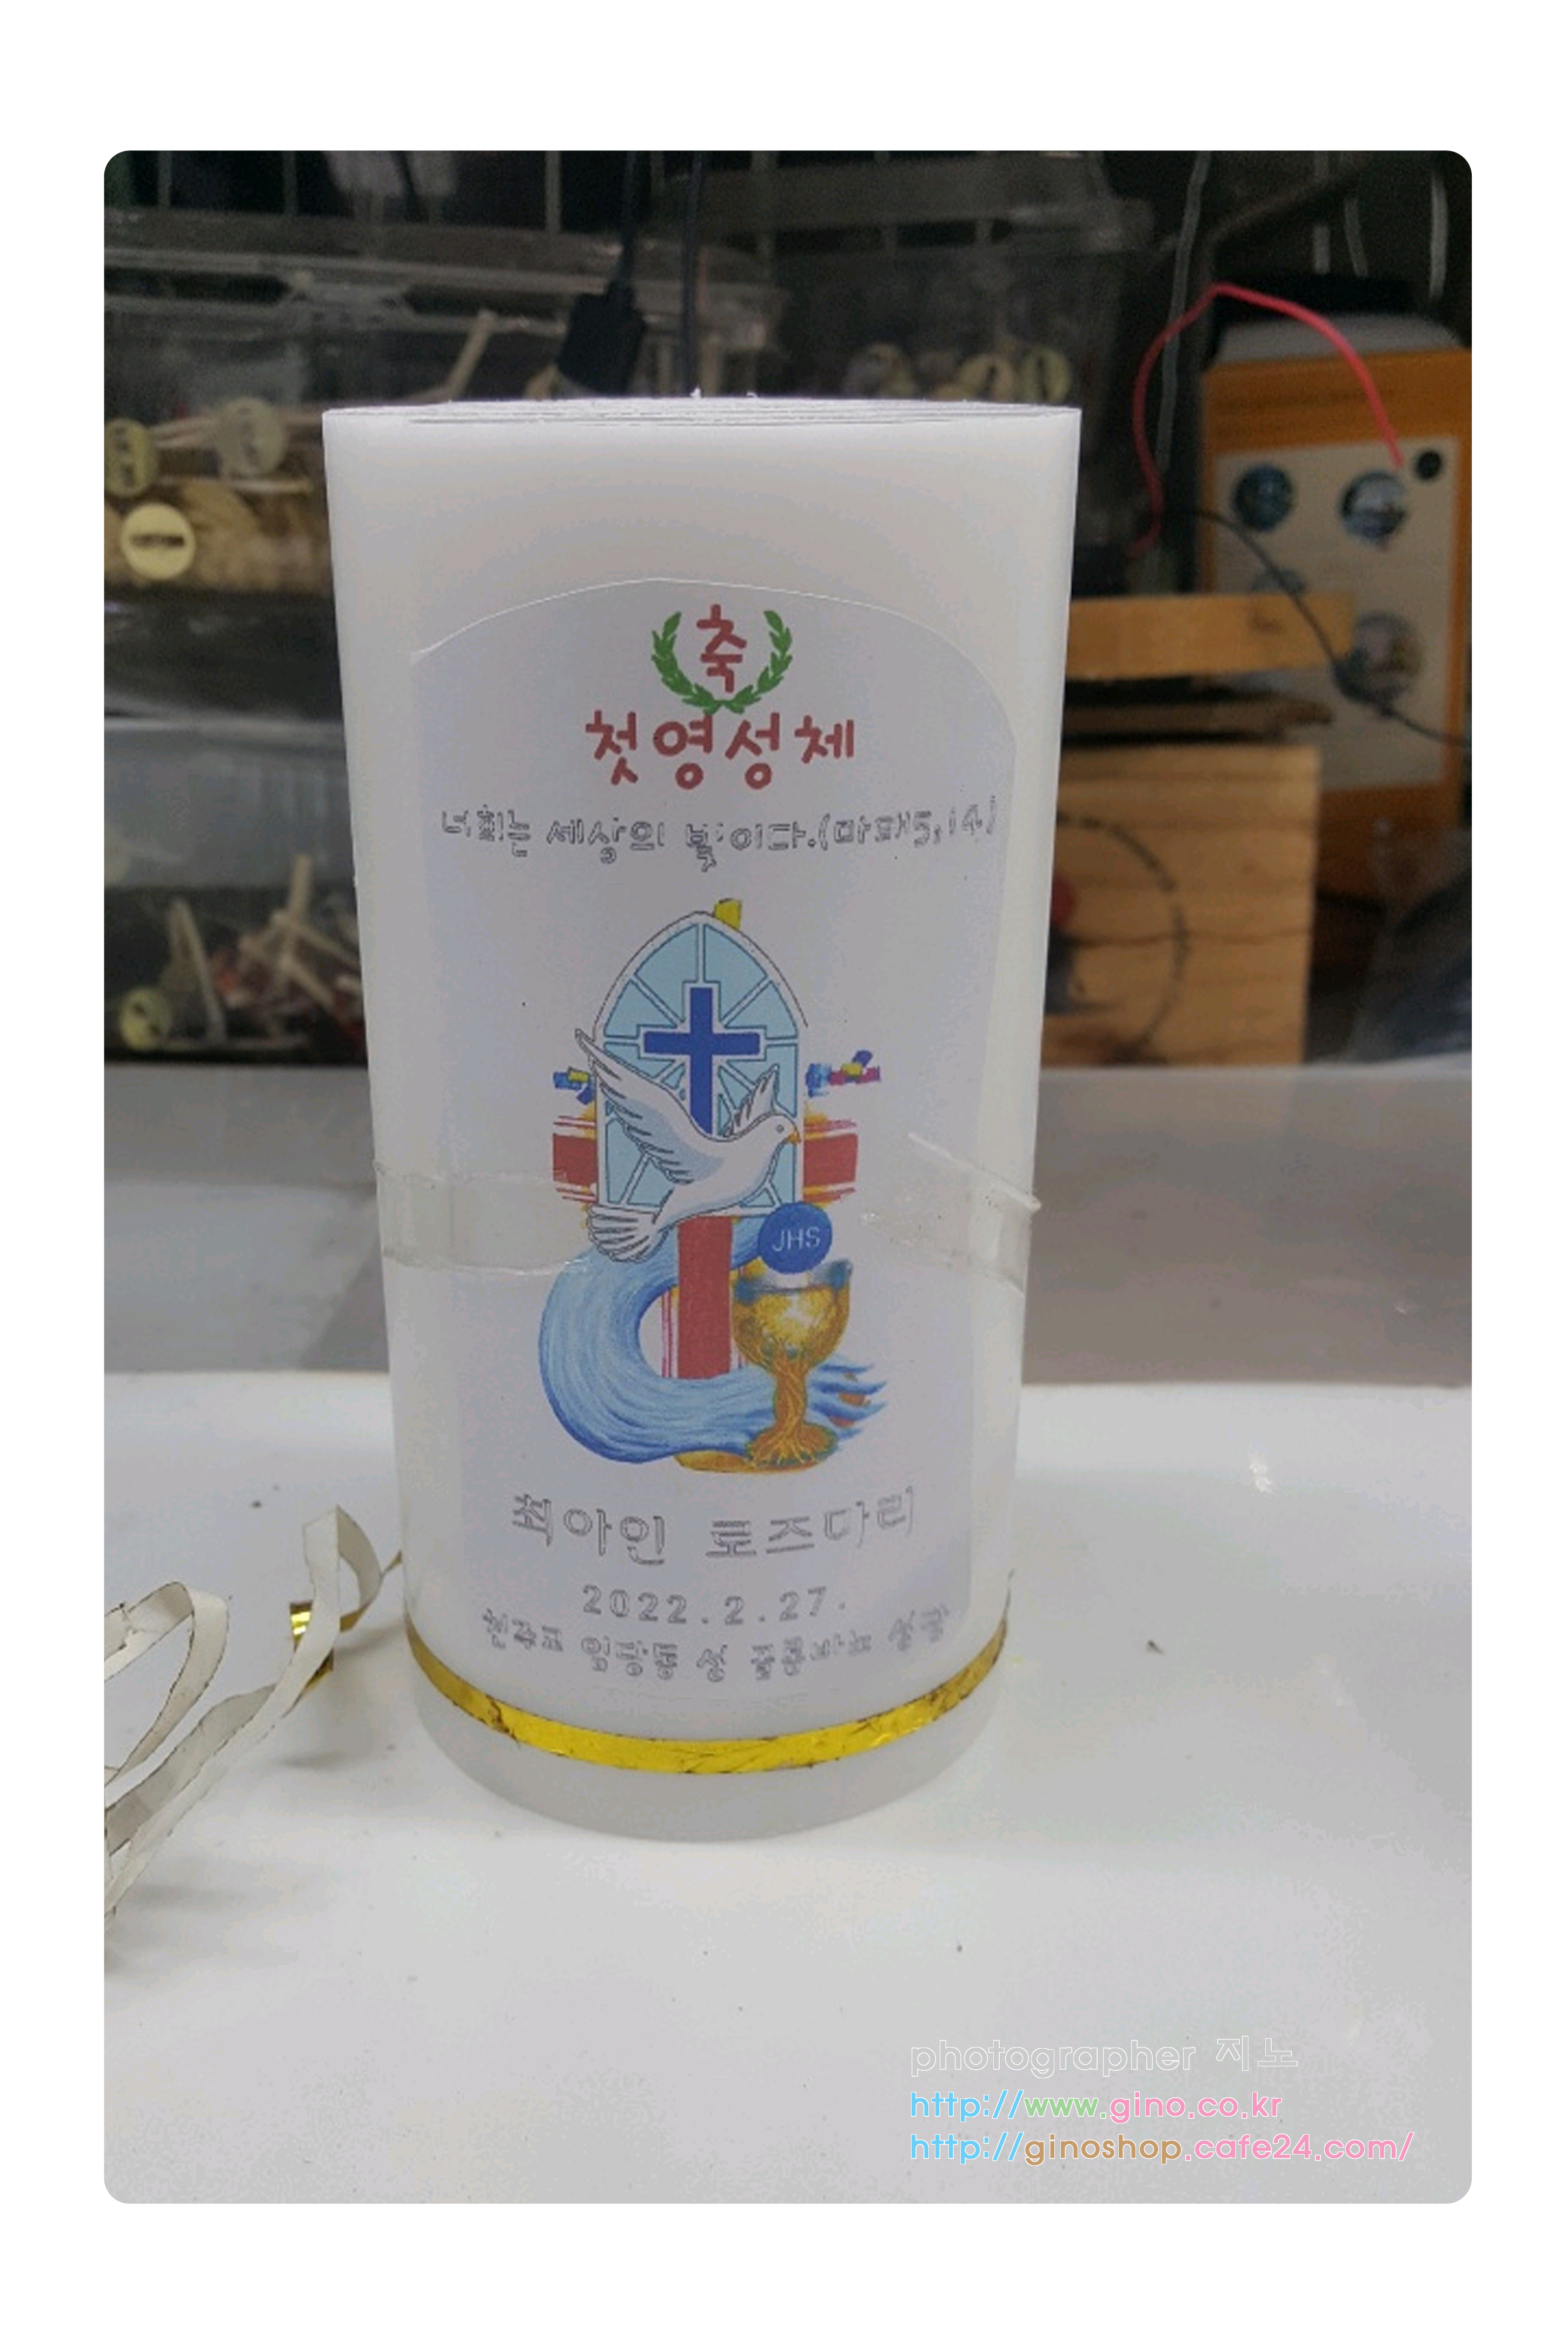 축
첫영성체
너희는 세상의 빛이다.(마태5,14)
JHS
최아인 로즈마리
2022.2.27.
천주교 임당동 성
photographer 지노
http://www.gino.co.kr
http://ginoshop.cafe24.com/